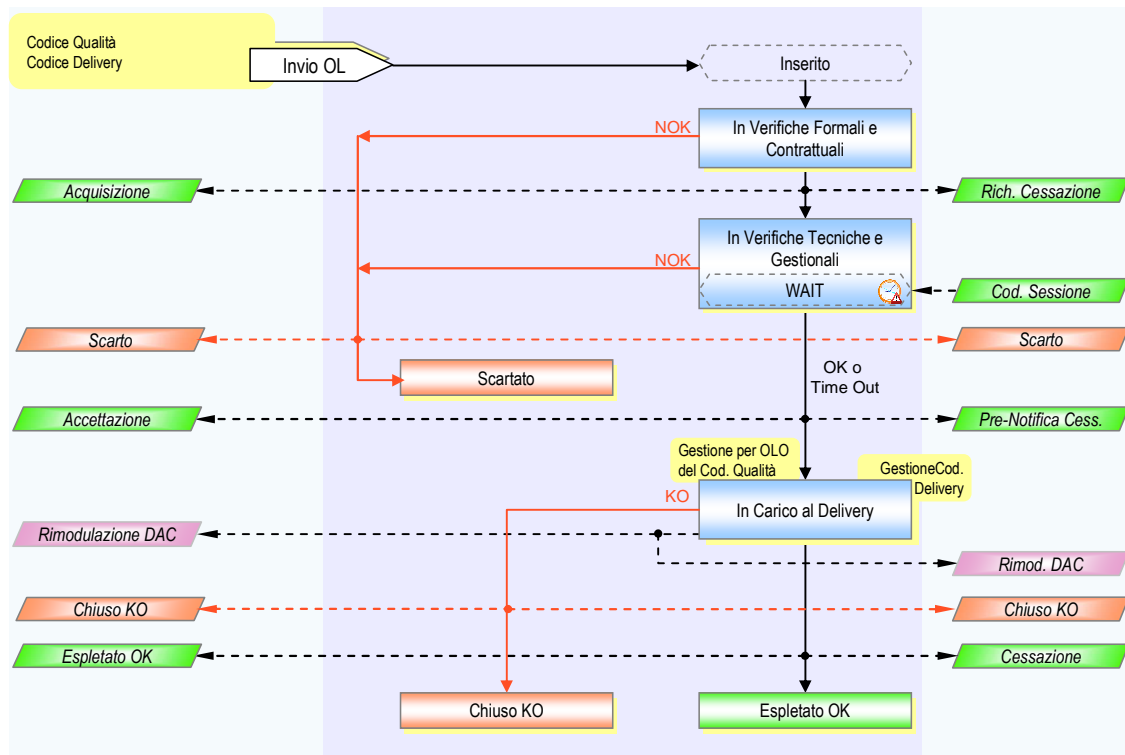 Codice Qualità
Codice Delivery
Invio OL
Inserito
NOK
In Verifiche Formali e
Contrattuali
Acquisizione
Rich. Cessazione
In Verifiche Tecniche e
Gestionali
NOK
WAIT
Cod. Sessione
Scarto
Scarto
Scartato
OK o
Time Out
Accettazione
Pre-Notifica Cess.
Gestione per OLO
del Cod. Qualità
GestioneCod.
Delivery
KO
In Carico al Delivery
Rimodulazione DAC
Rimod. DAC
Chiuso KO
Chiuso KO
Espletato OK
Cessazione
Chiuso KO
Espletato OK